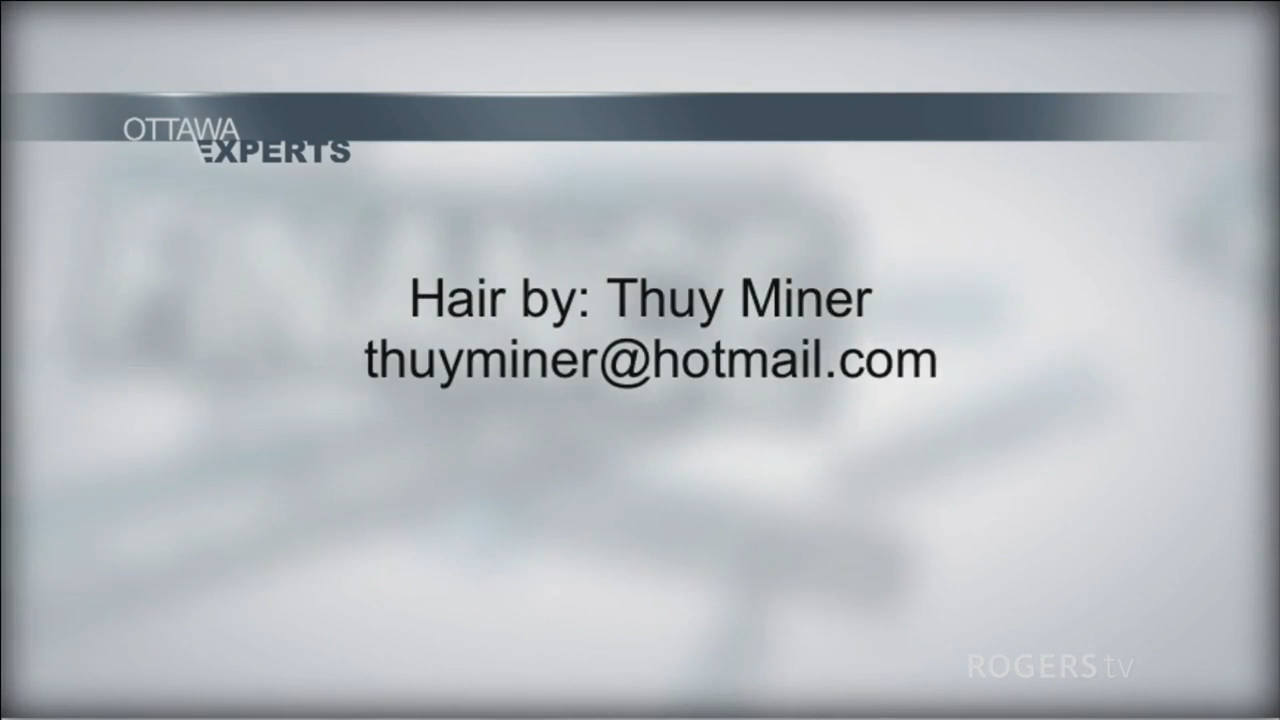 OTTAWA
EXPERTS
Hair by: Thuy Miner
thuyminer@hotmail.com
ROGERS tv